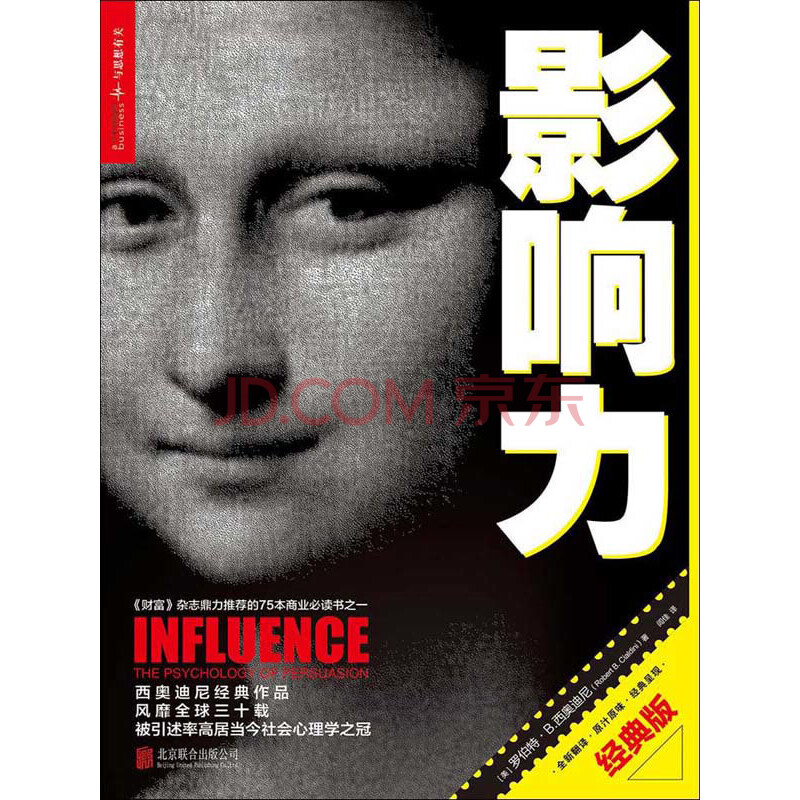 与思想有关
business
影响力
JD.COM 京东
《财富》杂志鼎力推荐的75本商业必读书之一
INFLUENCE
THE PSYCHOLOGY OF PERSUASION
西奥迪尼经典作品
风靡全球三十载
被引述率高居当今社会心理学之冠
北京联合出版公司
Beijing United Publishing Co.,Ltd.
[美] 罗伯特·B.西奥迪尼 (Robert B. Cialdini) 著
闾佳 译
·全新翻译·原汁原味·经典呈现·
经典版